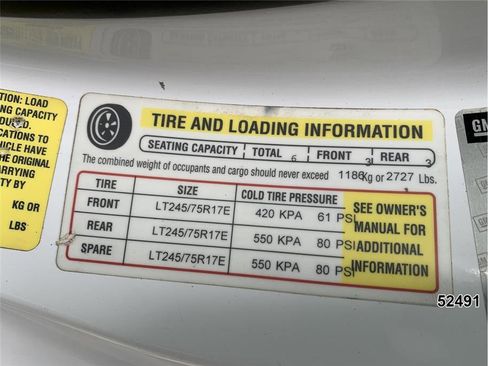 TION: LOAD
NG CAPACITY
DUCED.
CATIONS TO
EHICLE
THE ORIGINAL
ARRYING
TY BY
KG OR
LBS
TIRE AND LOADING INFORMATION
SEATING CAPACITY TOTAL 6 FRONT 3 REAR 3
The combined weight of occupants and cargo should never exceed 1186 Kg or 2727 Lbs.
TIRE SIZE COLD TIRE PRESSURE
FRONT LT245/75R17E 420 KPA 61 PSI
REAR LT245/75R17E 550 KPA 80 PSI
SPARE LT245/75R17E 550 KPA 80 PSI
SEE OWNER'S
MANUAL FOR
ADDITIONAL
INFORMATION
GM
52491